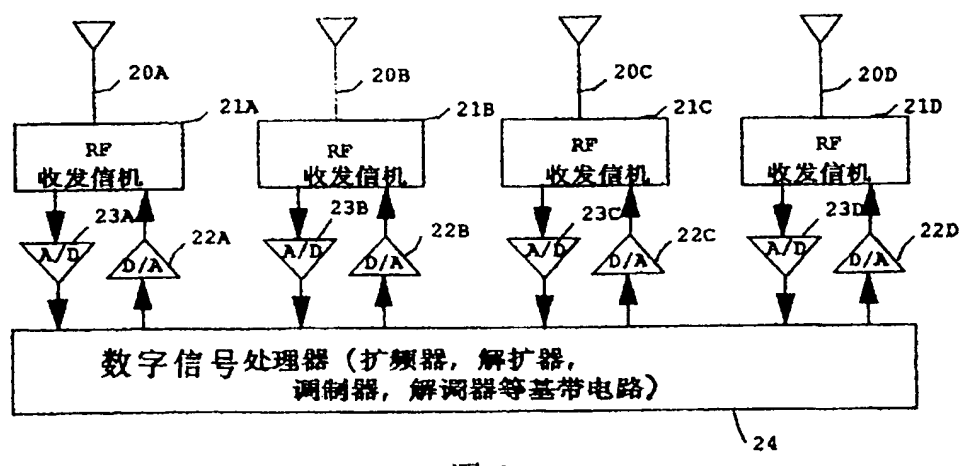 20A 20B 20C 20D
21A 21B 21C 21D
RF RF RF RF
收发信机 收发信机 收发信机 收发信机
23A 23B 23C 23D
22A 22B 22C 22D
A/D D/A A/D D/A A/D D/A A/D D/A
数字信号处理器（扩频器，解扩器，
调制器，解调器等基带电路）
24